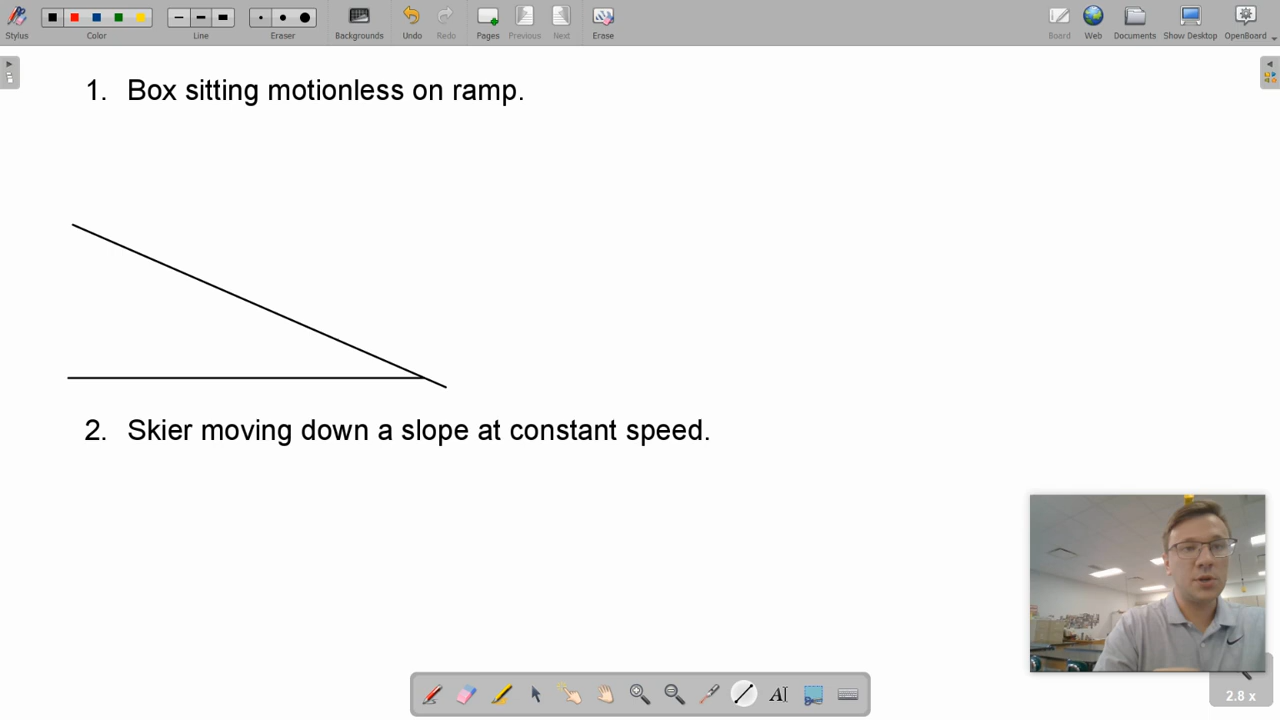 Stylus
Color
Line
Eraser
Backgrounds
Undo
Redo
Pages
Previous
Next
Erase
Board
Web
Documents
Show Desktop
OpenBoard
1. Box sitting motionless on ramp.
2. Skier moving down a slope at constant speed.
AI
2.8 x